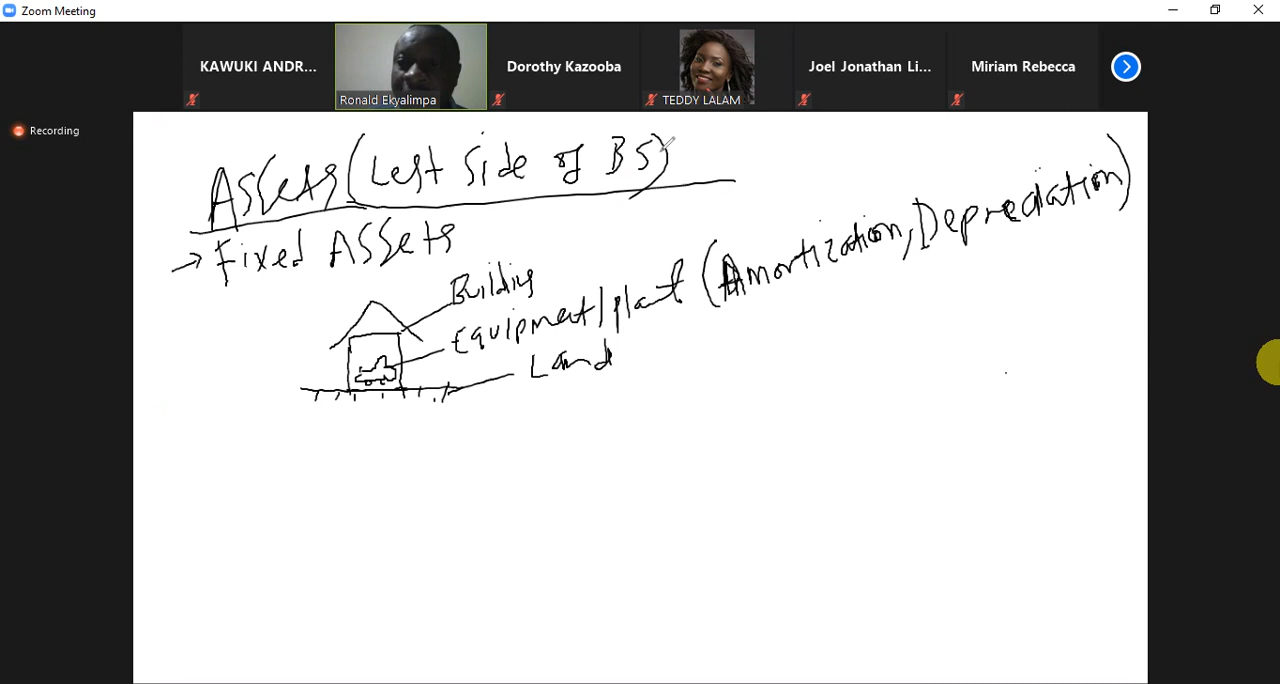 Zoom Meeting
KAWUKI ANDR...
Ronald Ekyalimpa
Dorothy Kazooba
TEDDY LALAM
Joel Jonathan Li...
Miriam Rebecca
Recording
Assets (Left Side of BS)
→ Fixed Assets
Building
Equipment/plant (Amortization, Depreciation)
Land